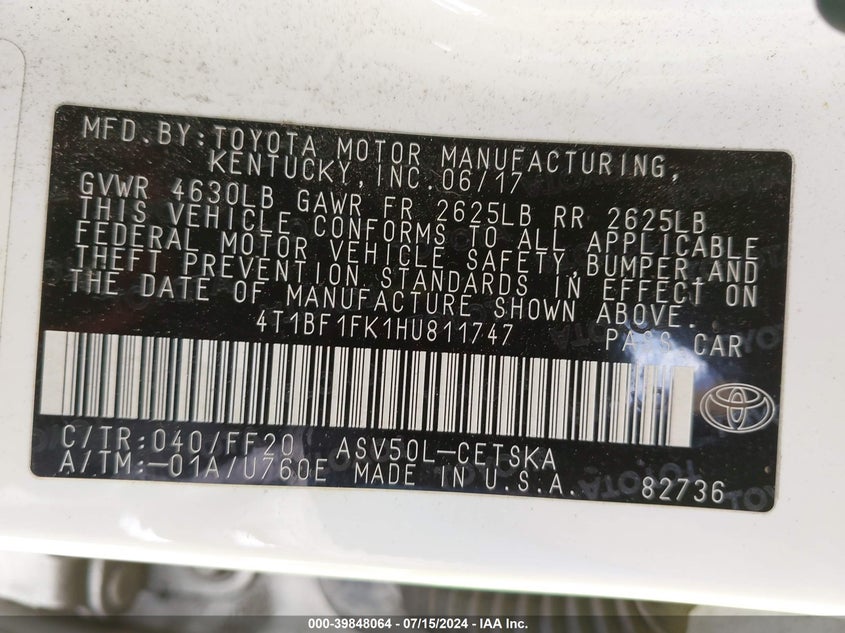 MFD.BY:TOYOTA MOTOR MANUFACTURING,
KENTUCKY,INC.06/17
GVWR 4630LB GAWR FR 2625LB RR 2625LB
THIS VEHICLE CONFORMS TO ALL APPLICABLE
FEDERAL MOTOR VEHICLE SAFETY,BUMPER,AND
THEFT PREVENTION STANDARDS IN EFFECT ON
THE DATE OF MANUFACTURE SHOWN ABOVE.
4T1BF1FK1HU811747 PASS CAR
C/TR:040/FF20 ASV50L-CETSKA
A/TM:-01A/U760E MADE IN U.S.A. 82736
000-39848064 - 07/15/2024 - IAA Inc.